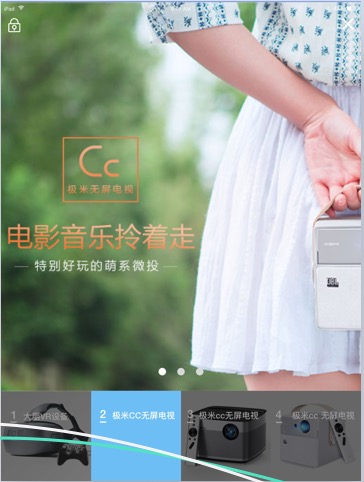 iPad
Cc
极米无屏电视
电影音乐拎着走
特别好玩的萌系微投
JBL
1 大朋VR设备
2 极米CC无屏电视
3 极米cc无屏电视
4 极米cc 无屏电视